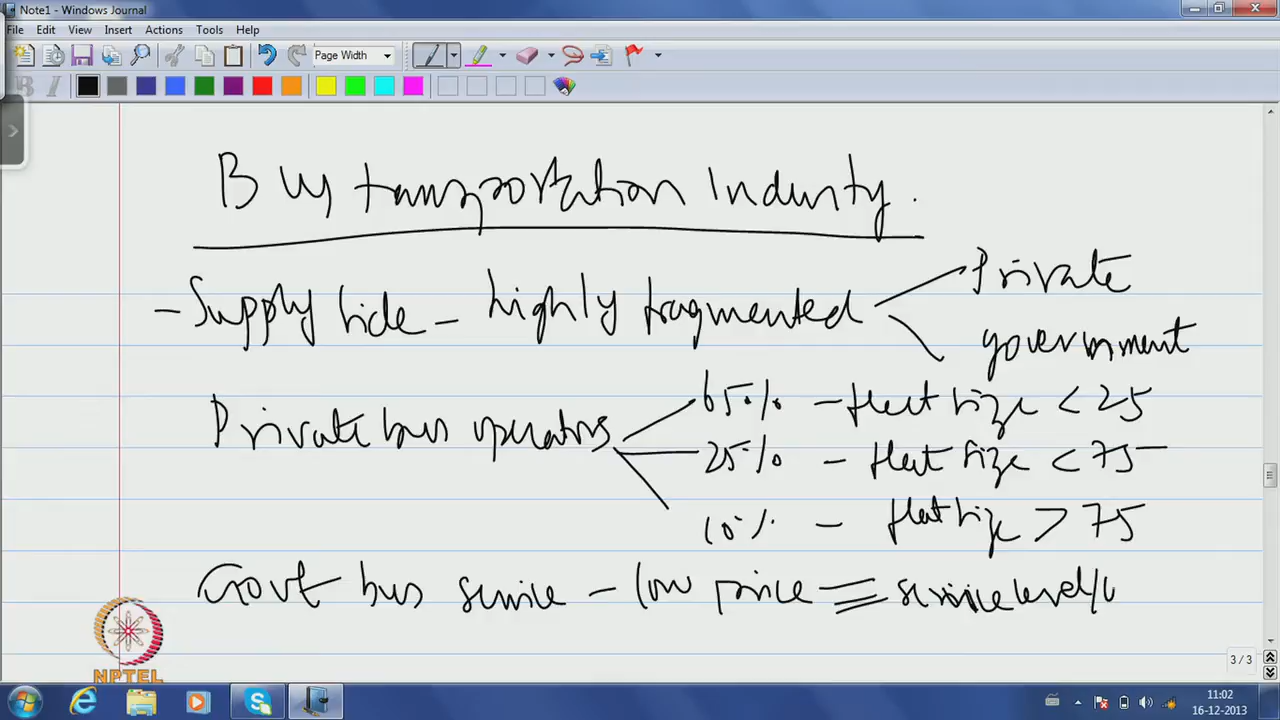 Note1 - Windows Journal
File Edit View Insert Actions Tools Help
Page Width
B I
Bus transportation Industry.
- Supply side - highly fragmented
Private
government
Private bus operators
65% - fleet size < 25
25% - fleet size < 75
10% - fleet size > 75
Govt bus service - low price = service level/
3 / 3
NPTEL
11:02
16-12-2013